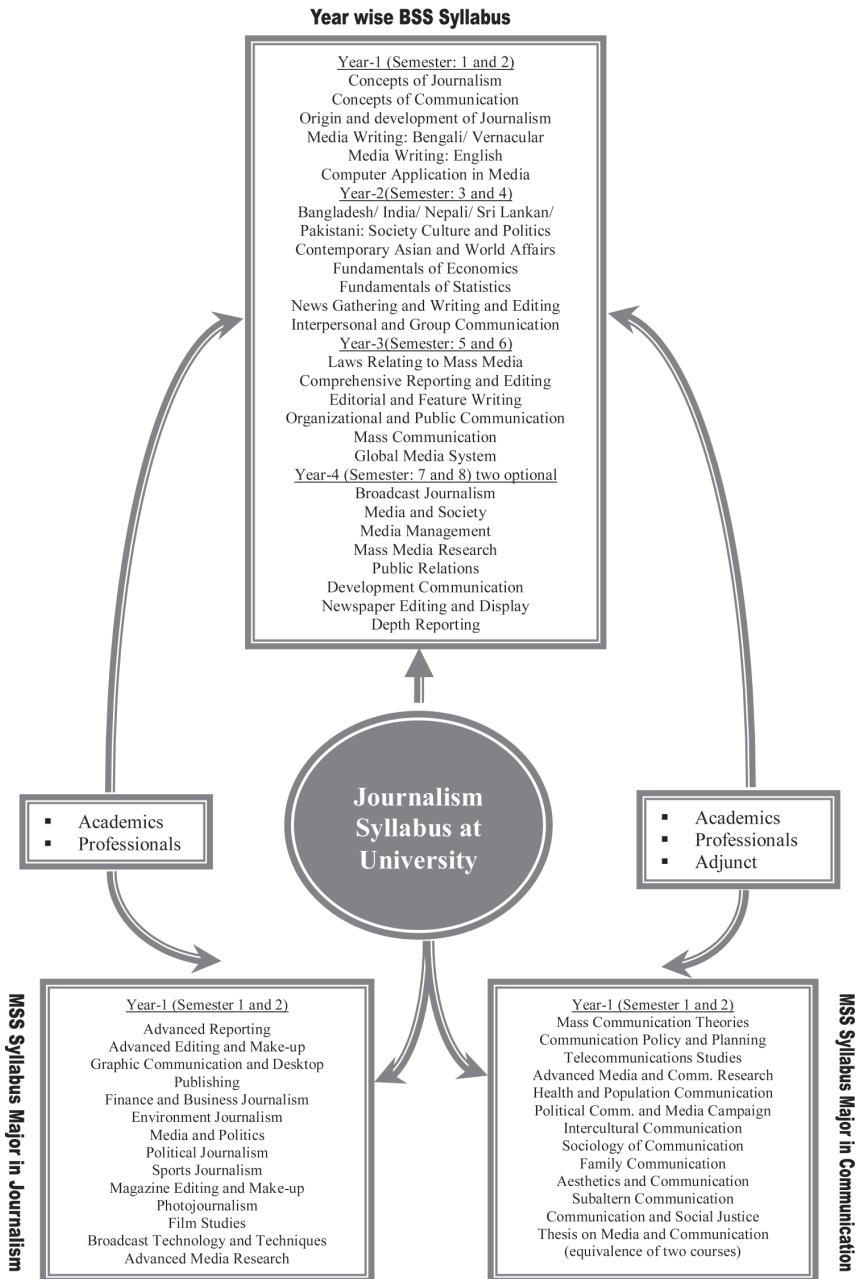 Year wise BSS Syllabus
Year-1 (Semester: 1 and 2)
Concepts of Journalism
Concepts of Communication
Origin and development of Journalism
Media Writing: Bengali/ Vernacular
Media Writing: English
Computer Application in Media
Year-2(Semester: 3 and 4)
Bangladesh/ India/ Nepali/ Sri Lankan/
Pakistani: Society Culture and Politics
Contemporary Asian and World Affairs
Fundamentals of Economics
Fundamentals of Statistics
News Gathering and Writing and Editing
Interpersonal and Group Communication
Year-3(Semester: 5 and 6)
Laws Relating to Mass Media
Comprehensive Reporting and Editing
Editorial and Feature Writing
Organizational and Public Communication
Mass Communication
Global Media System
Year-4 (Semester: 7 and 8) two optional
Broadcast Journalism
Media and Society
Media Management
Mass Media Research
Public Relations
Development Communication
Newspaper Editing and Display
Depth Reporting
▪ Academics
▪ Professionals
Journalism
Syllabus at
University
▪ Academics
▪ Professionals
▪ Adjunct
MSS Syllabus Major in Journalism
Year-1 (Semester 1 and 2)
Advanced Reporting
Advanced Editing and Make-up
Graphic Communication and Desktop
Publishing
Finance and Business Journalism
Environment Journalism
Media and Politics
Political Journalism
Sports Journalism
Magazine Editing and Make-up
Photojournalism
Film Studies
Broadcast Technology and Techniques
Advanced Media Research
Year-1 (Semester 1 and 2)
Mass Communication Theories
Communication Policy and Planning
Telecommunications Studies
Advanced Media and Comm. Research
Health and Population Communication
Political Comm. and Media Campaign
Intercultural Communication
Sociology of Communication
Family Communication
Aesthetics and Communication
Subaltern Communication
Communication and Social Justice
Thesis on Media and Communication
(equivalence of two courses)
MSS Syllabus Major in Communication